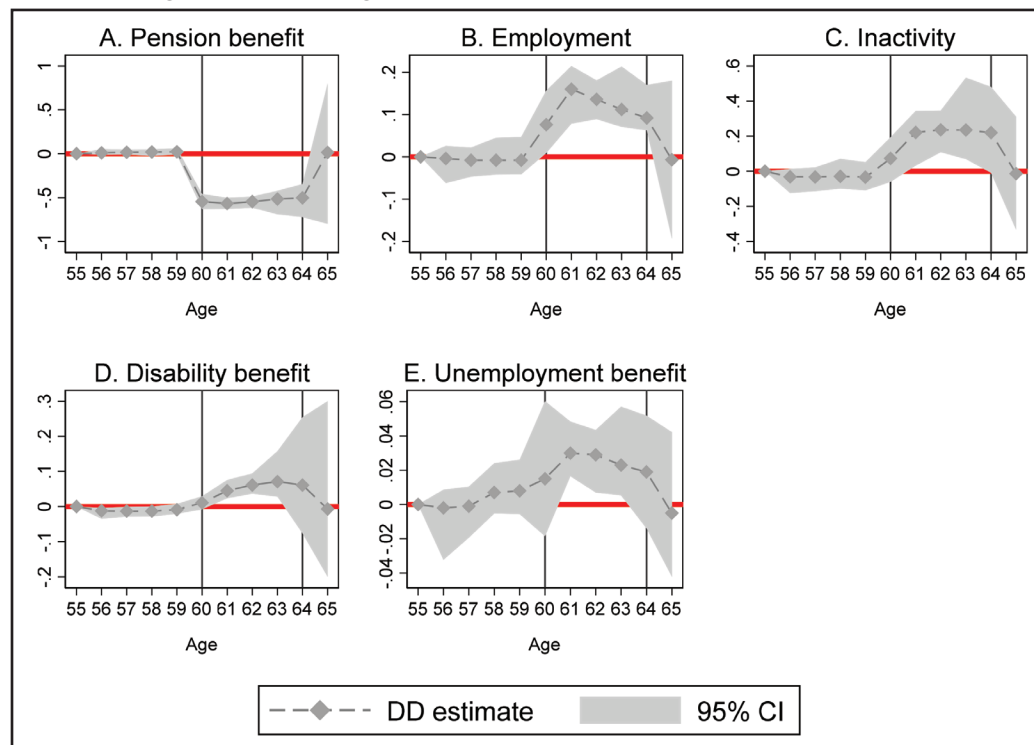 A. Pension benefit
1
.5
0
-.5
-1
55 56 57 58 59 60 61 62 63 64 65
Age
B. Employment
.2
.1
0
-.1
-.2
55 56 57 58 59 60 61 62 63 64 65
Age
C. Inactivity
.6
.4
.2
0
-.2
-.4
55 56 57 58 59 60 61 62 63 64 65
Age
D. Disability benefit
.3
.2
.1
0
-.1
-.2
55 56 57 58 59 60 61 62 63 64 65
Age
E. Unemployment benefit
.06
.04
.02
0
-.02
-.04
55 56 57 58 59 60 61 62 63 64 65
Age
DD estimate 95% CI